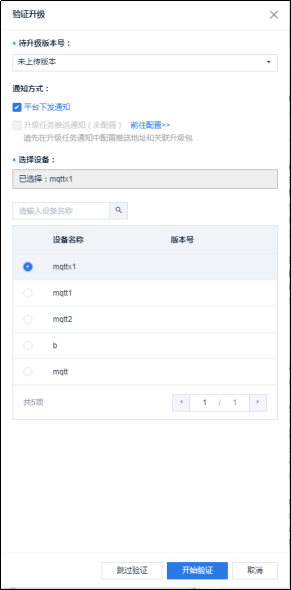 验证升级
* 待升级版本号：
未上传版本
通知方式：
平台下发通知
升级任务推送通知（未配置） 前往配置>>
请先在升级任务通知中配置推送地址和关联升级包
* 选择设备：
已选择：mqttx1
请输入设备名称
设备名称 版本号
mqttx1
mqtt1
mqtt2
b
mqtt
共5项 1 / 1
跳过验证 开始验证 取消